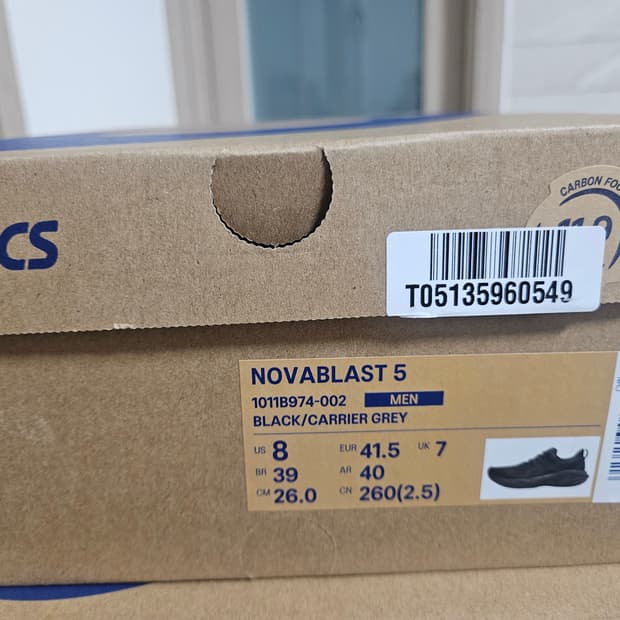 CARBON FOO
CS
T05135960549
NOVABLAST 5
1011B974-002 MEN
BLACK/CARRIER GREY
US 8 EUR 41.5 UK 7
BR 39 AR 40
CM 26.0 CN 260(2.5)